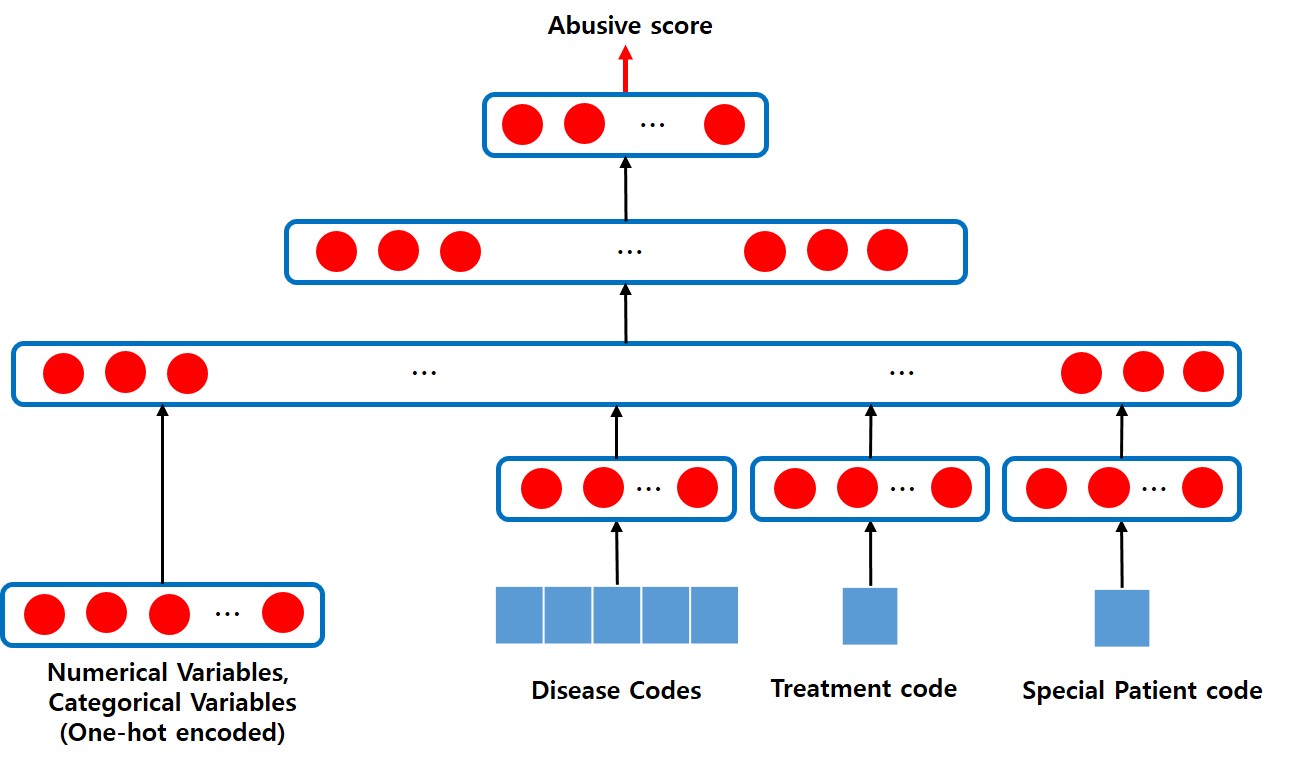 Abusive score
...
...
... ...
... ... ...
...
Numerical Variables,
Categorical Variables
(One-hot encoded)
Disease Codes
Treatment code
Special Patient code